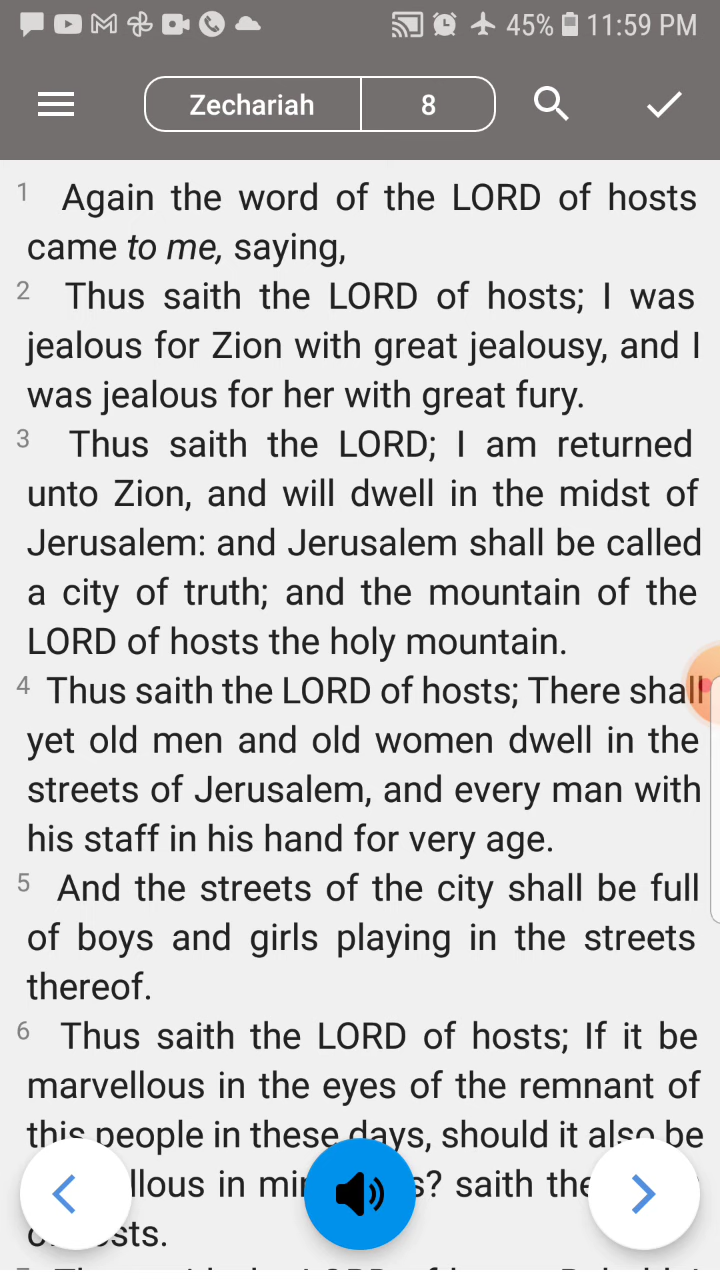 45% 11:59 PM
Zechariah 8
1 Again the word of the LORD of hosts
came to me, saying,
2 Thus saith the LORD of hosts; I was
jealous for Zion with great jealousy, and I
was jealous for her with great fury.
3 Thus saith the LORD; I am returned
unto Zion, and will dwell in the midst of
Jerusalem: and Jerusalem shall be called
a city of truth; and the mountain of the
LORD of hosts the holy mountain.
4 Thus saith the LORD of hosts; There shall
yet old men and old women dwell in the
streets of Jerusalem, and every man with
his staff in his hand for very age.
5 And the streets of the city shall be full
of boys and girls playing in the streets
thereof.
6 Thus saith the LORD of hosts; If it be
marvellous in the eyes of the remnant of
this people in these days, should it also be
in saith